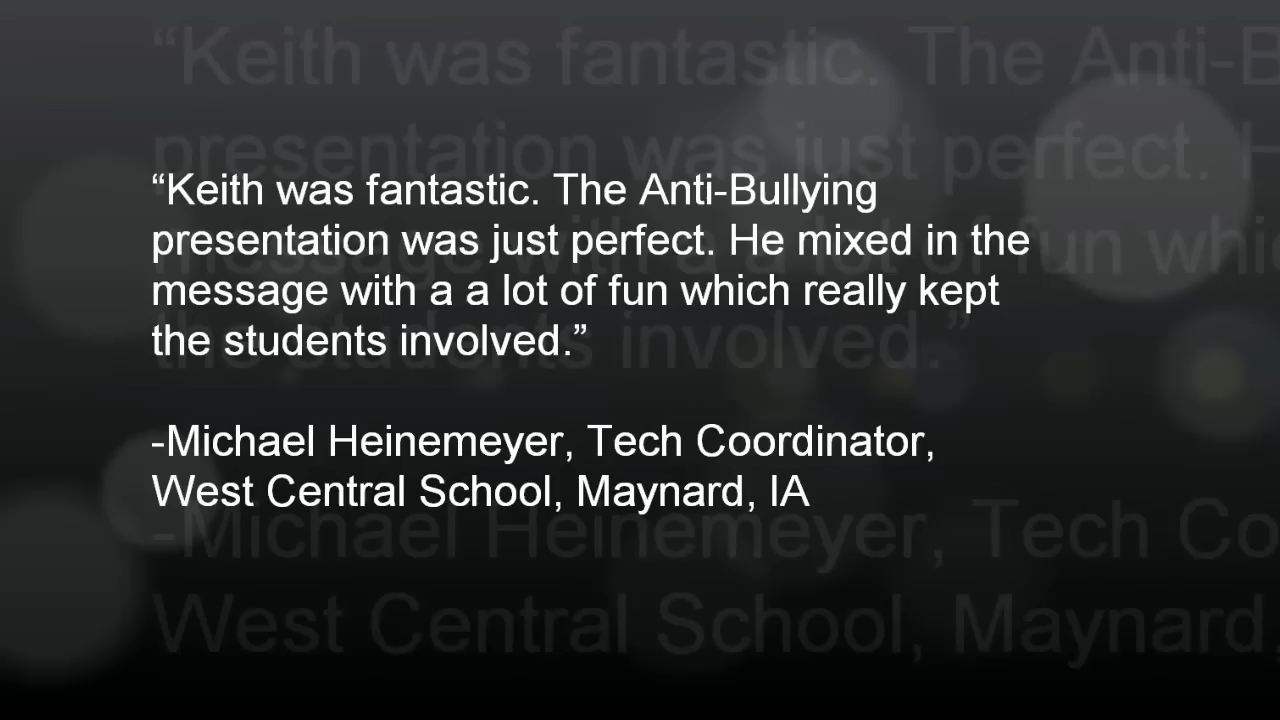 “Keith was fantastic. The Anti-Bullying
presentation was just perfect. He mixed in the
message with a a lot of fun which really kept
the students involved.”
-Michael Heinemeyer, Tech Coordinator,
West Central School, Maynard, IA